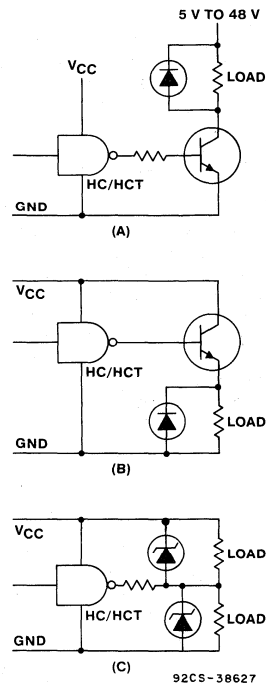 5 V TO 48 V
VCC
LOAD
HC/HCT
GND
(A)
VCC
HC/HCT
LOAD
GND
(B)
VCC
LOAD
HC/HCT
LOAD
GND
(C)
92CS-38627